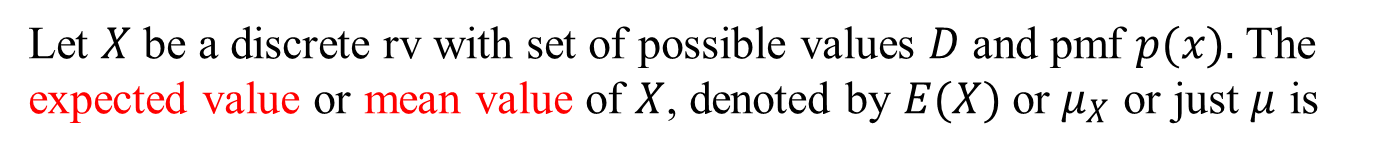 Let X be a discrete rv with set of possible values D and pmf p(x). The
expected value or mean value of X, denoted by E(X) or μ_X or just μ is